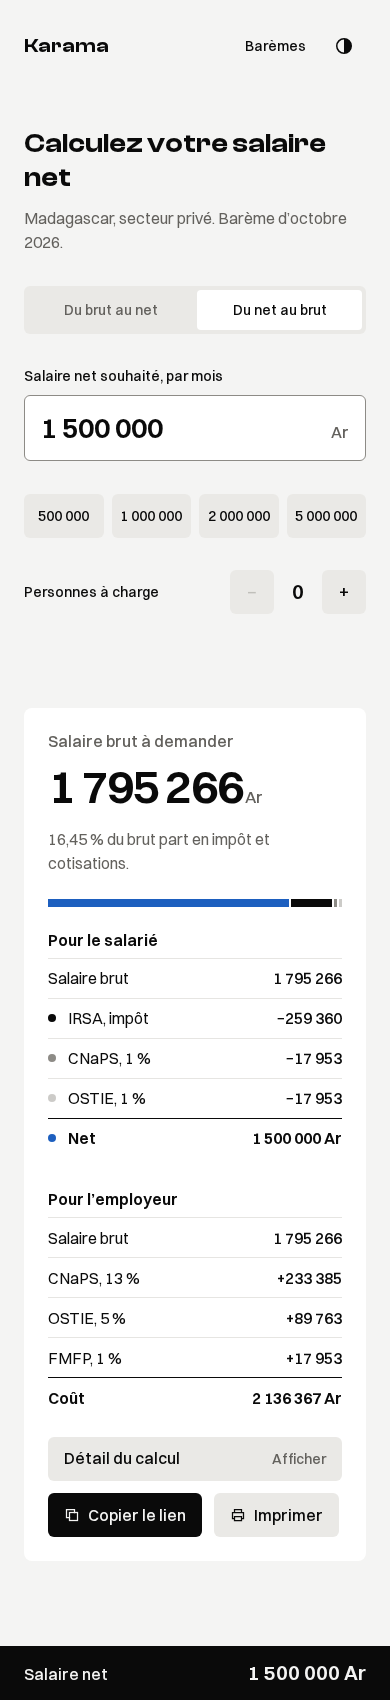 Karama
Barèmes
Calculez votre salaire
net
Madagascar, secteur privé. Barème d’octobre
2026.
Du brut au net
Du net au brut
Salaire net souhaité, par mois
1 500 000 Ar
500 000
1 000 000
2 000 000
5 000 000
Personnes à charge
−
0
+
Salaire brut à demander
1 795 266 Ar
16,45 % du brut part en impôt et
cotisations.
Pour le salarié
Salaire brut 1 795 266
IRSA, impôt −259 360
CNaPS, 1 % −17 953
OSTIE, 1 % −17 953
Net 1 500 000 Ar
Pour l’employeur
Salaire brut 1 795 266
CNaPS, 13 % +233 385
OSTIE, 5 % +89 763
FMFP, 1 % +17 953
Coût 2 136 367 Ar
Détail du calcul Afficher
Copier le lien
Imprimer
Salaire net 1 500 000 Ar